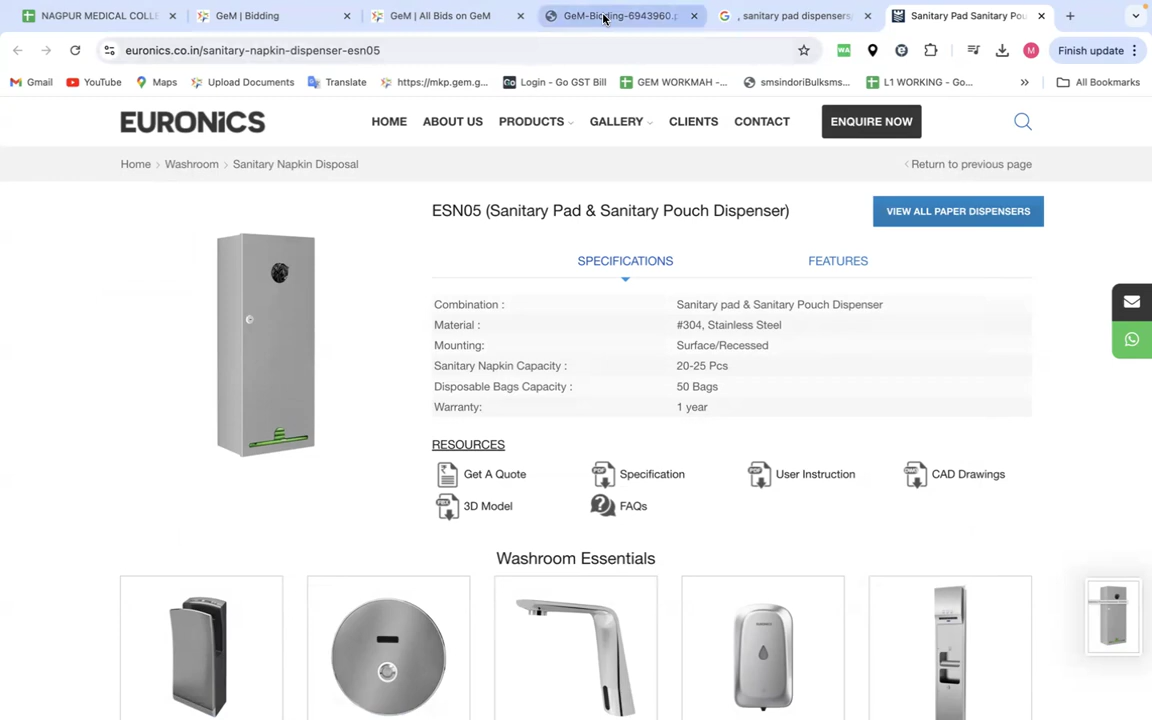 NAGPUR MEDICAL COLL
GeM | Bidding
GeM | All Bids on GeM
GeM-Bidding-6943960.p
, sanitary pad dispensers,
Sanitary Pad Sanitary Pou
euronics.co.in/sanitary-napkin-dispenser-esn05
WA
M
Finish update
Gmail
YouTube
Maps
Upload Documents
Translate
https://mkp.gem.g...
Go
Login - Go GST Bill
GEM WORKMAH -...
smsindoriBulksms...
L1 WORKING - Go...
»
All Bookmarks
EURONICS
HOME
ABOUT US
PRODUCTS
GALLERY
CLIENTS
CONTACT
ENQUIRE NOW
Home > Washroom > Sanitary Napkin Disposal
< Return to previous page
ESN05 (Sanitary Pad & Sanitary Pouch Dispenser)
VIEW ALL PAPER DISPENSERS
SPECIFICATIONS
FEATURES
Combination : Sanitary pad & Sanitary Pouch Dispenser
Material : #304, Stainless Steel
Mounting: Surface/Recessed
Sanitary Napkin Capacity : 20-25 Pcs
Disposable Bags Capacity : 50 Bags
Warranty: 1 year
RESOURCES
Get A Quote
Specification
User Instruction
CAD Drawings
3D Model
FAQs
Washroom Essentials